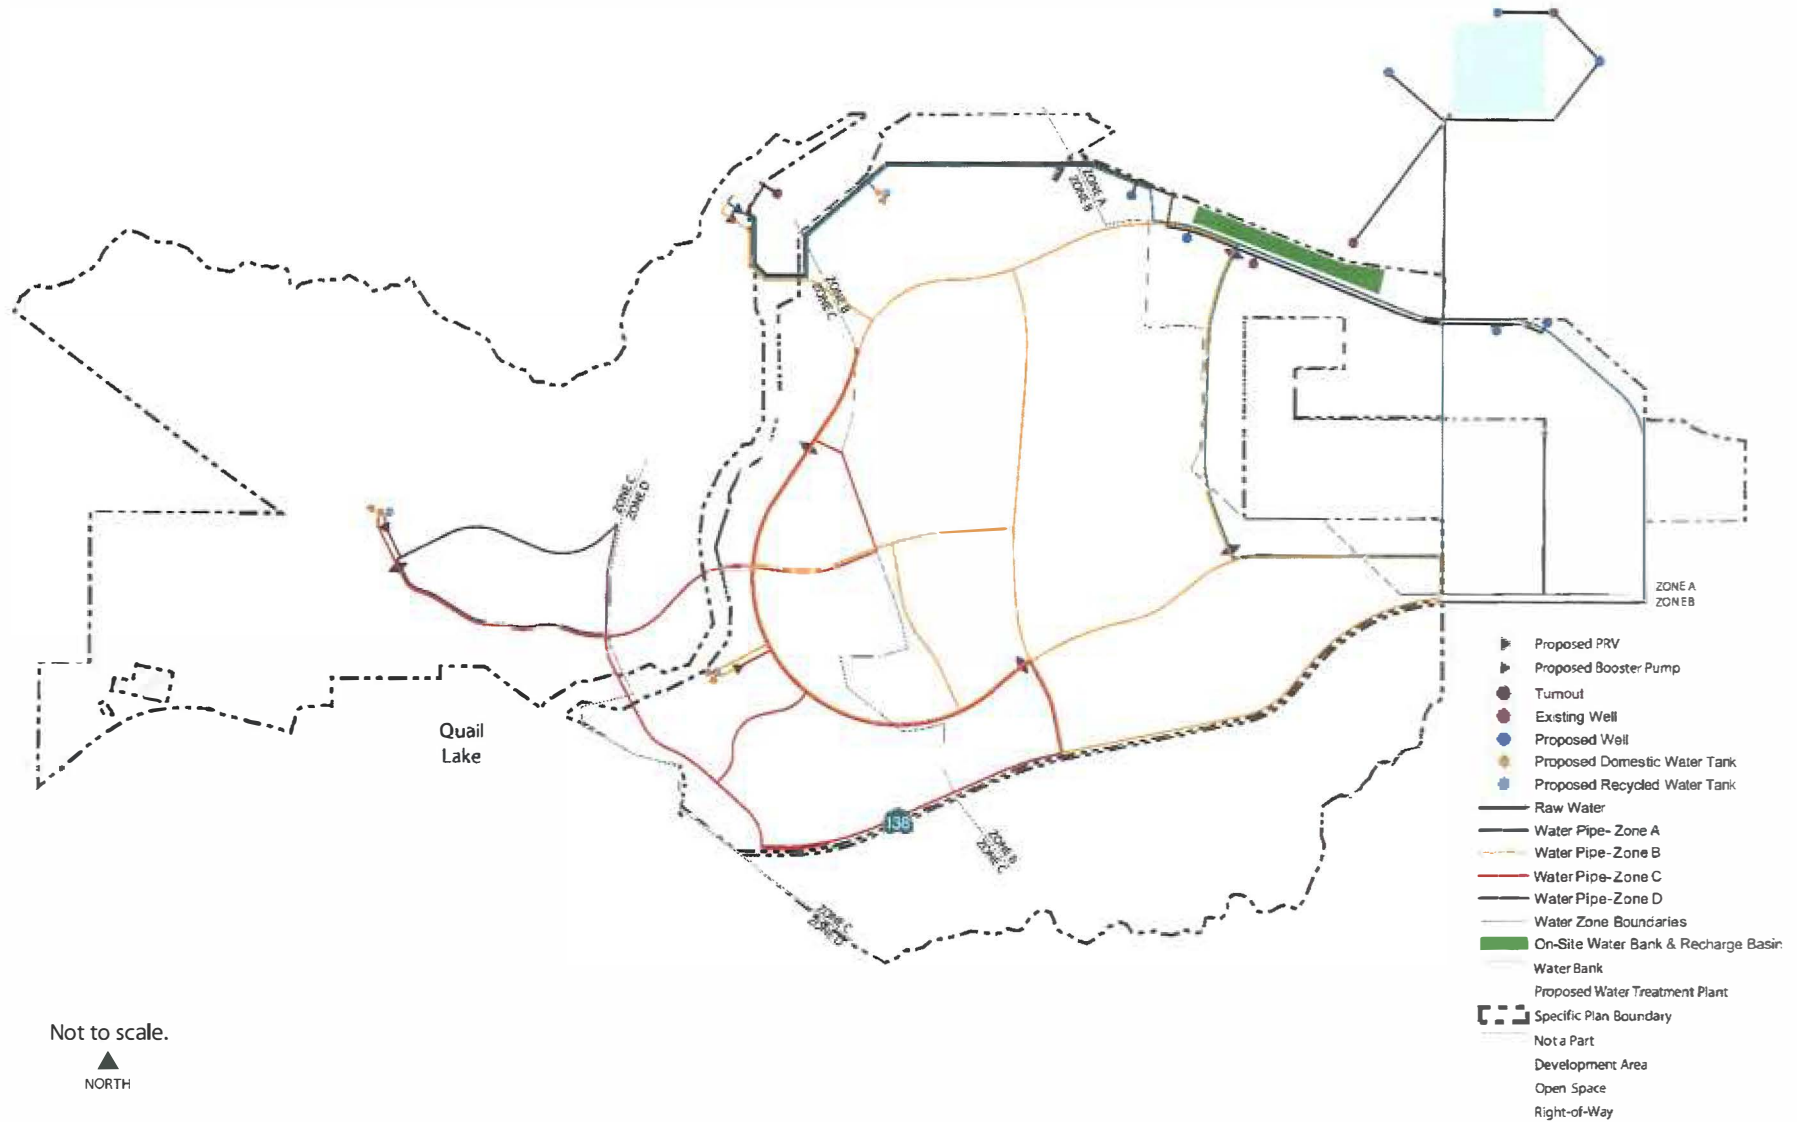 ZONE A
ZONE B
ZONE B
ZONE C
ZONE C
ZONE D
ZONE A
ZONE B
Quail
Lake
138
ZONE B
ZONE C
ZONE C
ZONE D
Proposed PRV
Proposed Booster Pump
Turnout
Existing Well
Proposed Well
Proposed Domestic Water Tank
Proposed Recycled Water Tank
Raw Water
Water Pipe- Zone A
Water Pipe-Zone B
Water Pipe-Zone C
Water Pipe-Zone D
Water Zone Boundaries
On-Site Water Bank & Recharge Basin
Water Bank
Proposed Water Treatment Plant
Specific Plan Boundary
Not a Part
Development Area
Open Space
Right-of-Way
Not to scale.
NORTH